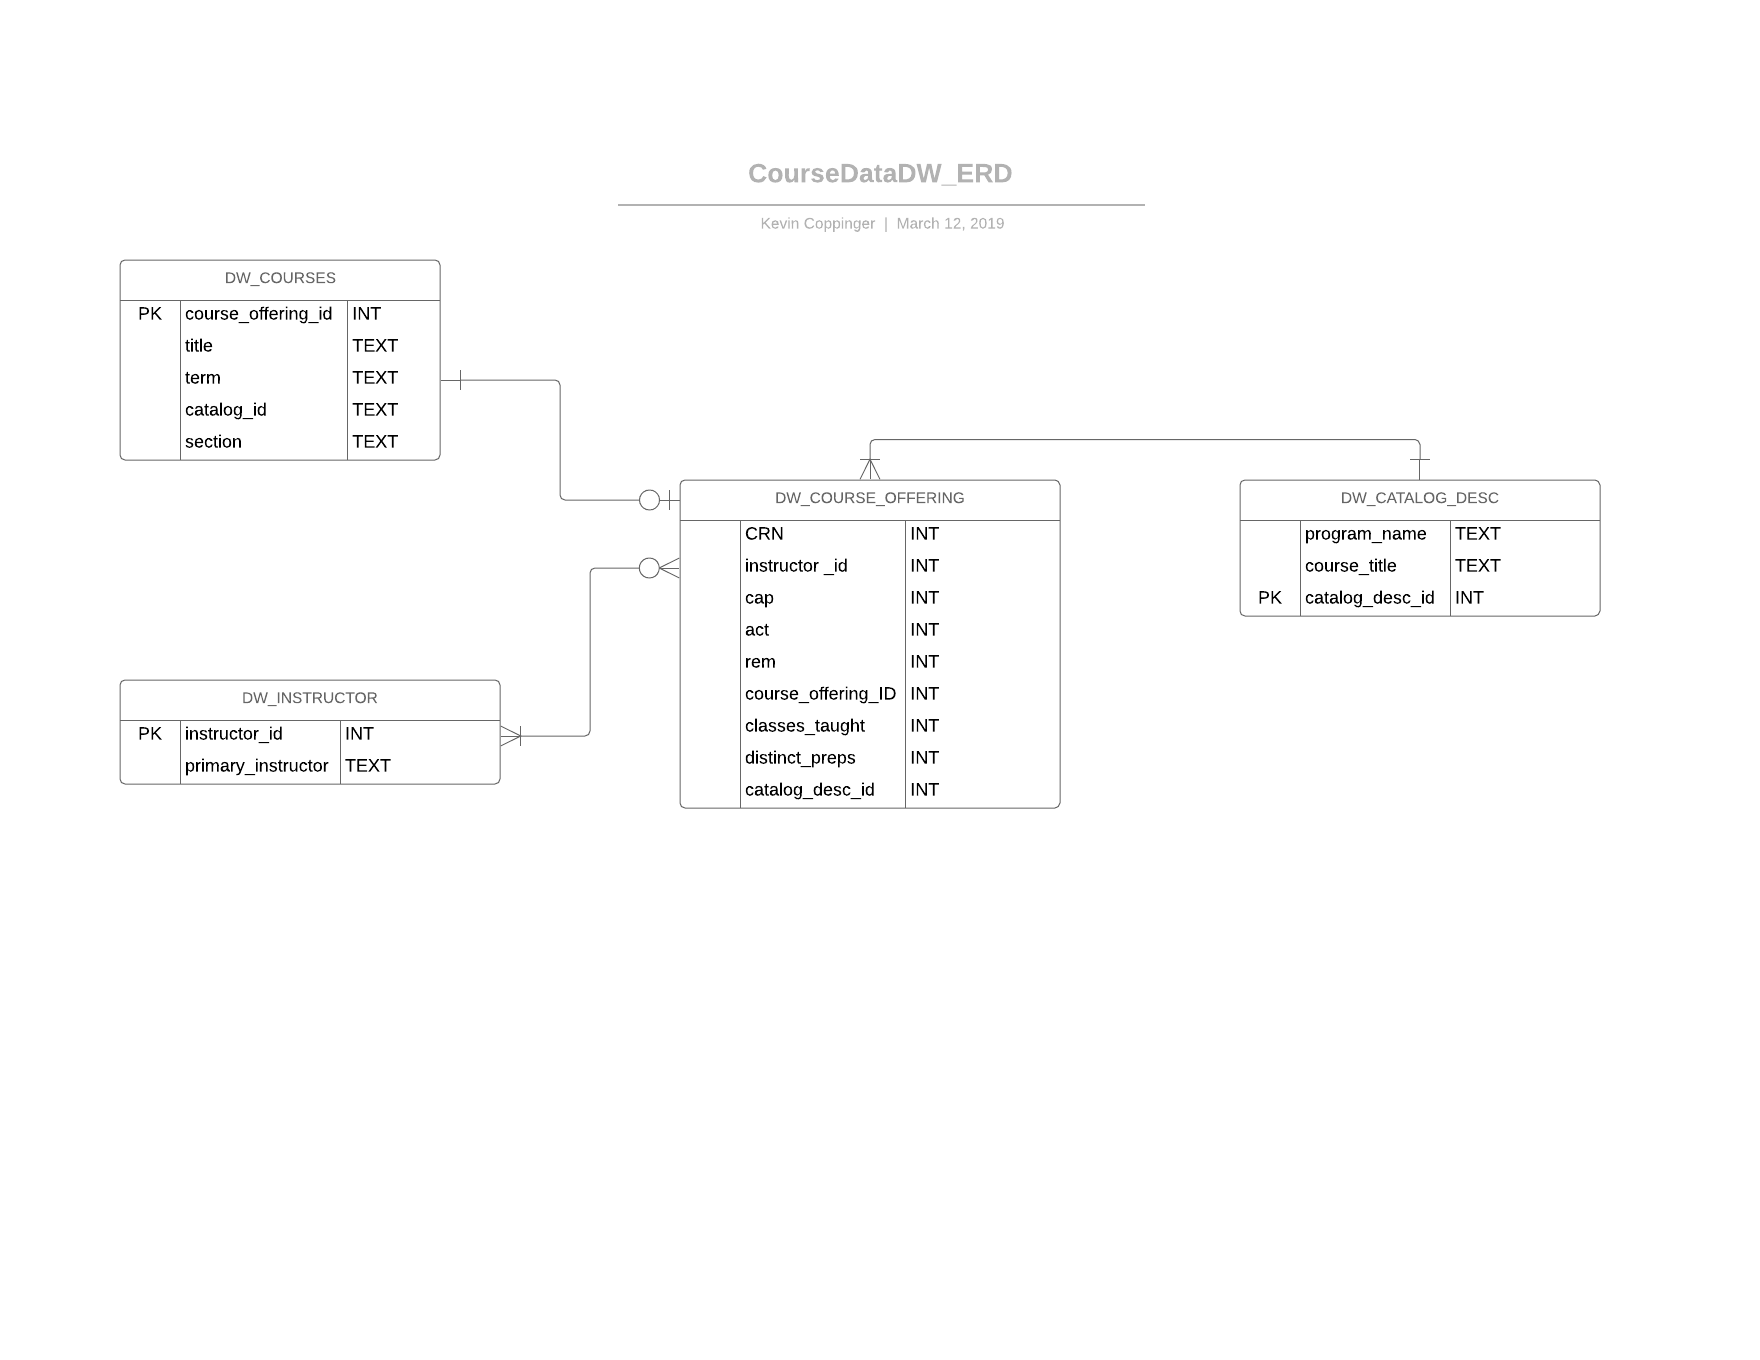 CourseDataDW_ERD
Kevin Coppinger | March 12, 2019
DW_COURSES
PK course_offering_id INT
title TEXT
term TEXT
catalog_id TEXT
section TEXT
DW_COURSE_OFFERING
CRN INT
instructor _id INT
cap INT
act INT
rem INT
course_offering_ID INT
classes_taught INT
distinct_preps INT
catalog_desc_id INT
DW_CATALOG_DESC
program_name TEXT
course_title TEXT
PK catalog_desc_id INT
DW_INSTRUCTOR
PK instructor_id INT
primary_instructor TEXT